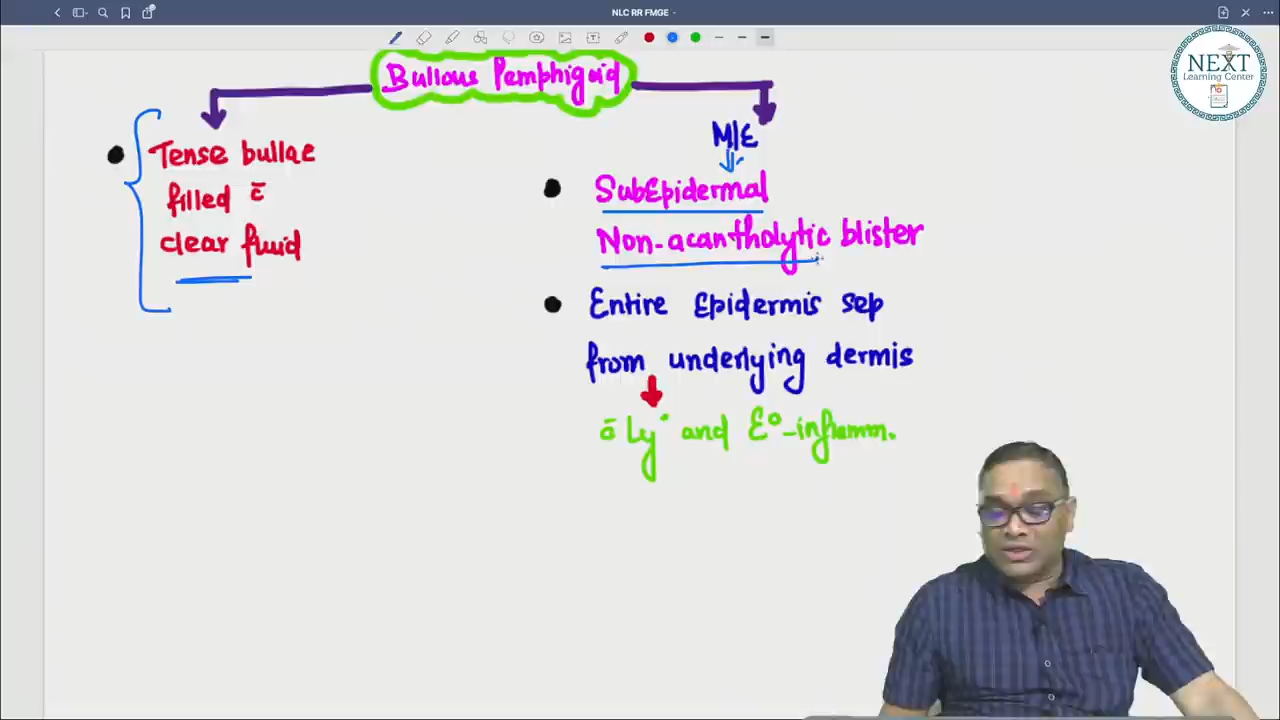 NLC RR FMGE
NEXT
Learning Center
Bullous Pemphigoid
Tense bullae
filled c̄
clear fluid
M/E
SubEpidermal
Non-acantholytic blister
Entire Epidermis sep
from underlying dermis
c̄ Ly° and E°-inflamm.